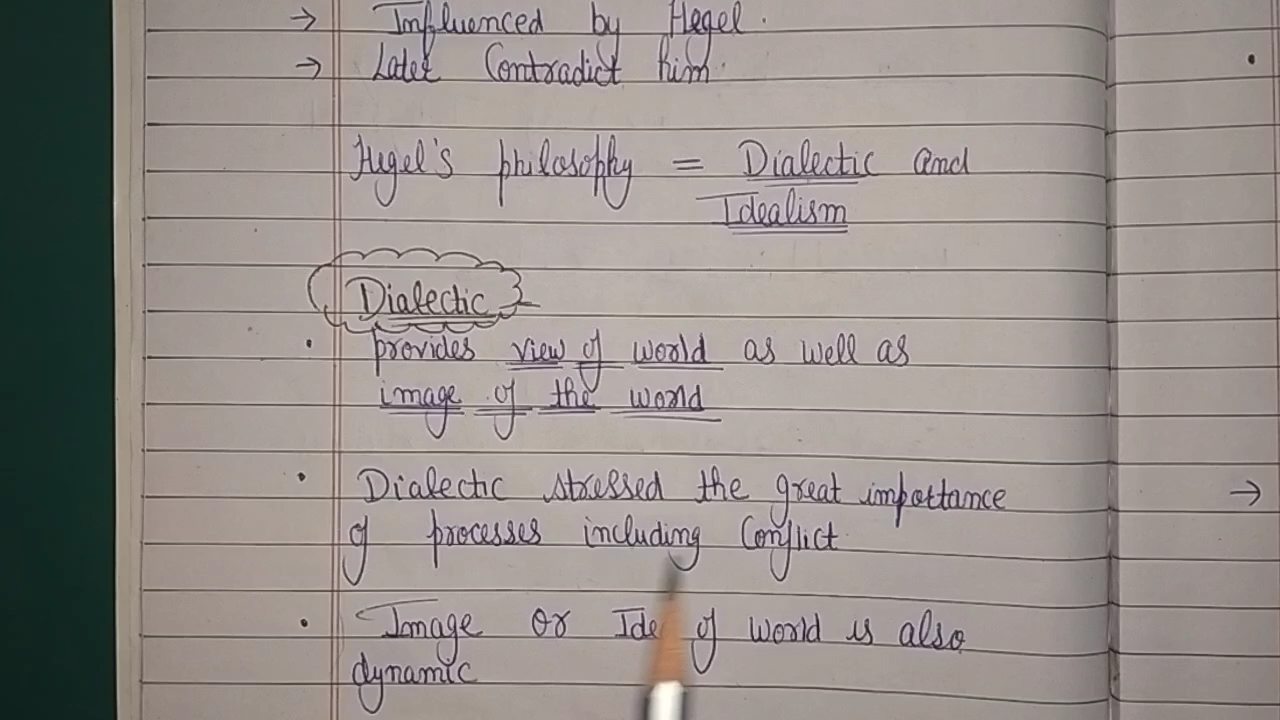 → Influenced by Hegel.
→ Later Contradict him.
Hegel's philosophy = Dialectic and
Idealism
Dialectic
• provides view of world as well as
image of the world
• Dialectic stressed the great importance
of processes including Conflict
→
• Image or of world is also
dynamic